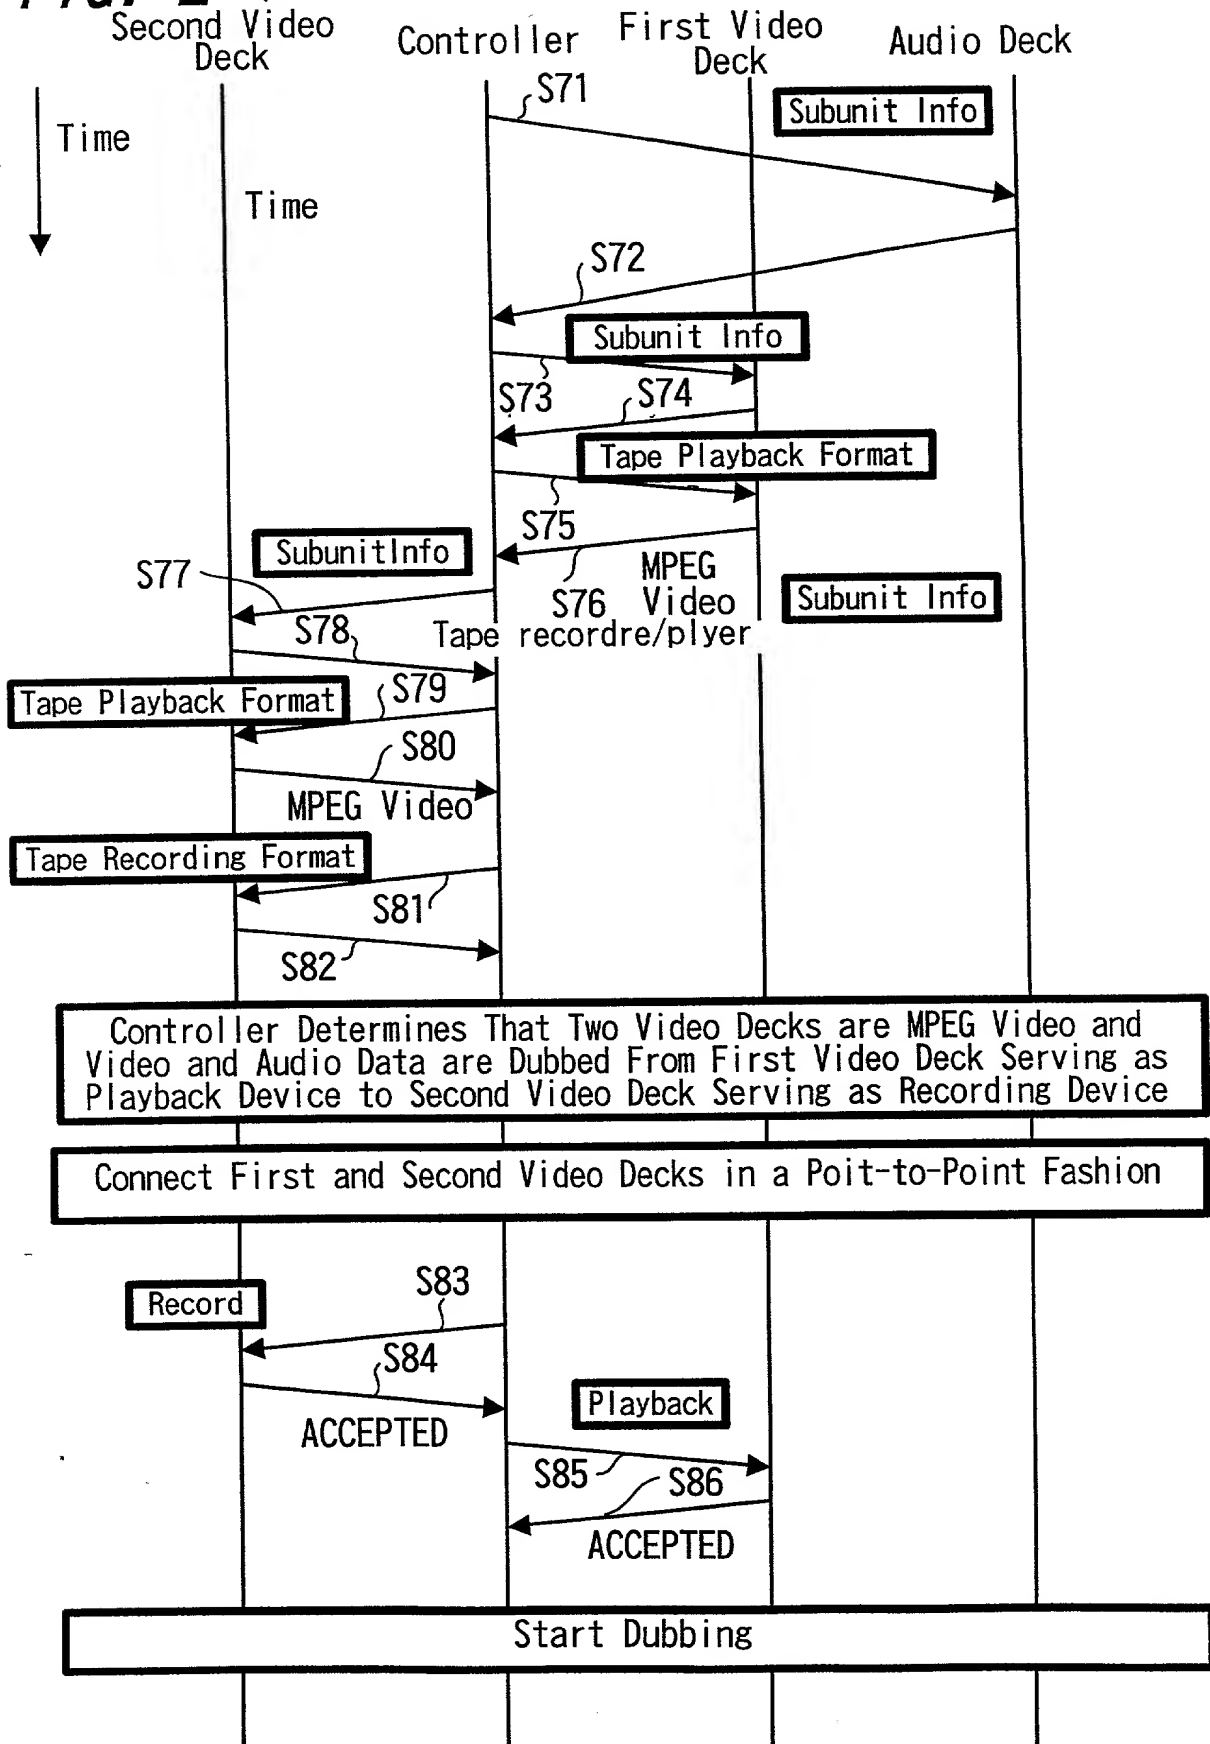 Second Video
Deck
Controller
First Video
Deck
Audio Deck
S71
Subunit Info
Time
Time
S72
Subunit Info
S73
S74
Tape Playback Format
S75
SubunitInfo
MPEG
S77
S76
Video
Subunit Info
S78
Tape recordre/plyer
Tape Playback Format
S79
S80
MPEG Video
Tape Recording Format
S81
S82
Controller Determines That Two Video Decks are MPEG Video and
Video and Audio Data are Dubbed From First Video Deck Serving as
Playback Device to Second Video Deck Serving as Recording Device
Connect First and Second Video Decks in a Poit-to-Point Fashion
S83
Record
S84
Playback
ACCEPTED
S85
S86
ACCEPTED
Start Dubbing